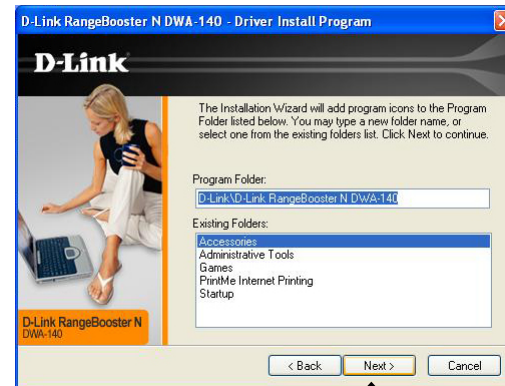 D-Link RangeBooster N DWA-140 - Driver Install Program
D-Link
The Installation Wizard will add program icons to the Program
Folder listed below. You may type a new folder name, or
select one from the existing folders list. Click Next to continue.
Program Folder:
D-Link\D-Link RangeBooster N DWA-140
Existing Folders:
Accessories
Administrative Tools
Games
PrintMe Internet Printing
Startup
D-Link RangeBooster N
DWA-140
< Back
Next >
Cancel